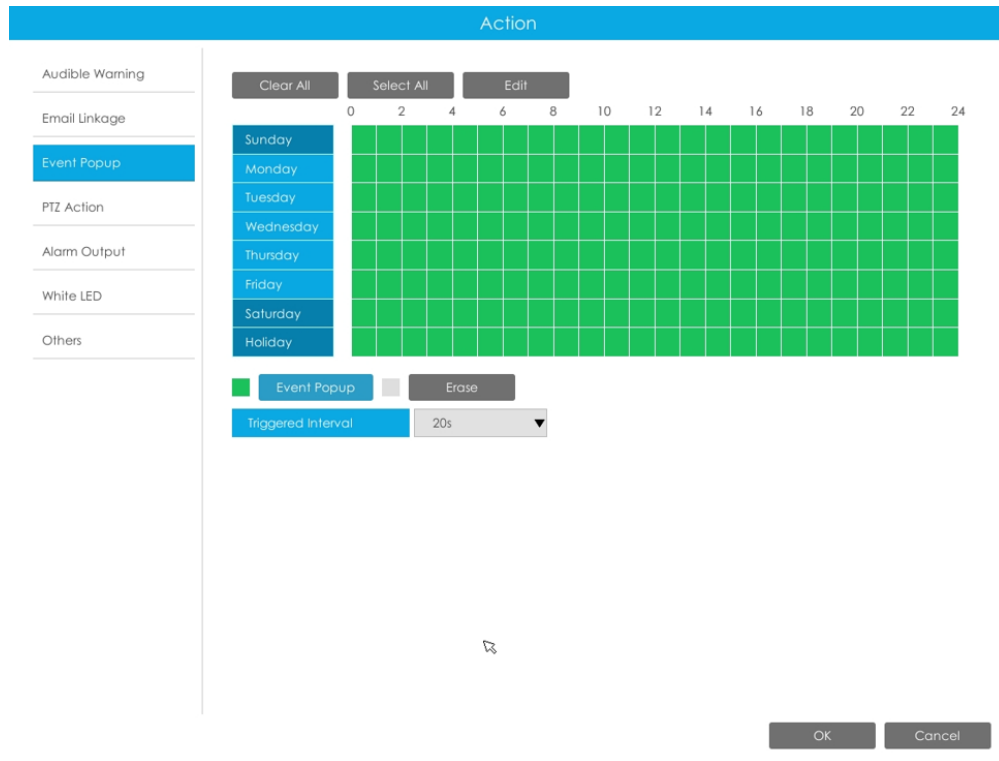 Action
Audible Warning
Email Linkage
Event Popup
PTZ Action
Alarm Output
White LED
Others
Clear All Select All Edit
0 2 4 6 8 10 12 14 16 18 20 22 24
Sunday
Monday
Tuesday
Wednesday
Thursday
Friday
Saturday
Holiday
Event Popup Erase
Triggered Interval 20s
OK Cancel